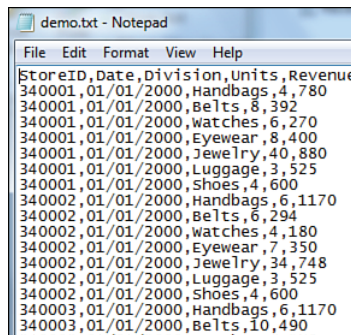 demo.txt - Notepad
File Edit Format View Help
StoreID,Date,Division,Units,Revenue
340001,01/01/2000,Handbags,4,780
340001,01/01/2000,Belts,8,392
340001,01/01/2000,Watches,6,270
340001,01/01/2000,Eyewear,8,400
340001,01/01/2000,Jewelry,40,880
340001,01/01/2000,Luggage,3,525
340001,01/01/2000,Shoes,4,600
340002,01/01/2000,Handbags,6,1170
340002,01/01/2000,Belts,6,294
340002,01/01/2000,Watches,4,180
340002,01/01/2000,Eyewear,7,350
340002,01/01/2000,Jewelry,34,748
340002,01/01/2000,Luggage,3,525
340002,01/01/2000,Shoes,4,600
340003,01/01/2000,Handbags,6,1170
340003,01/01/2000,Belts,10,490